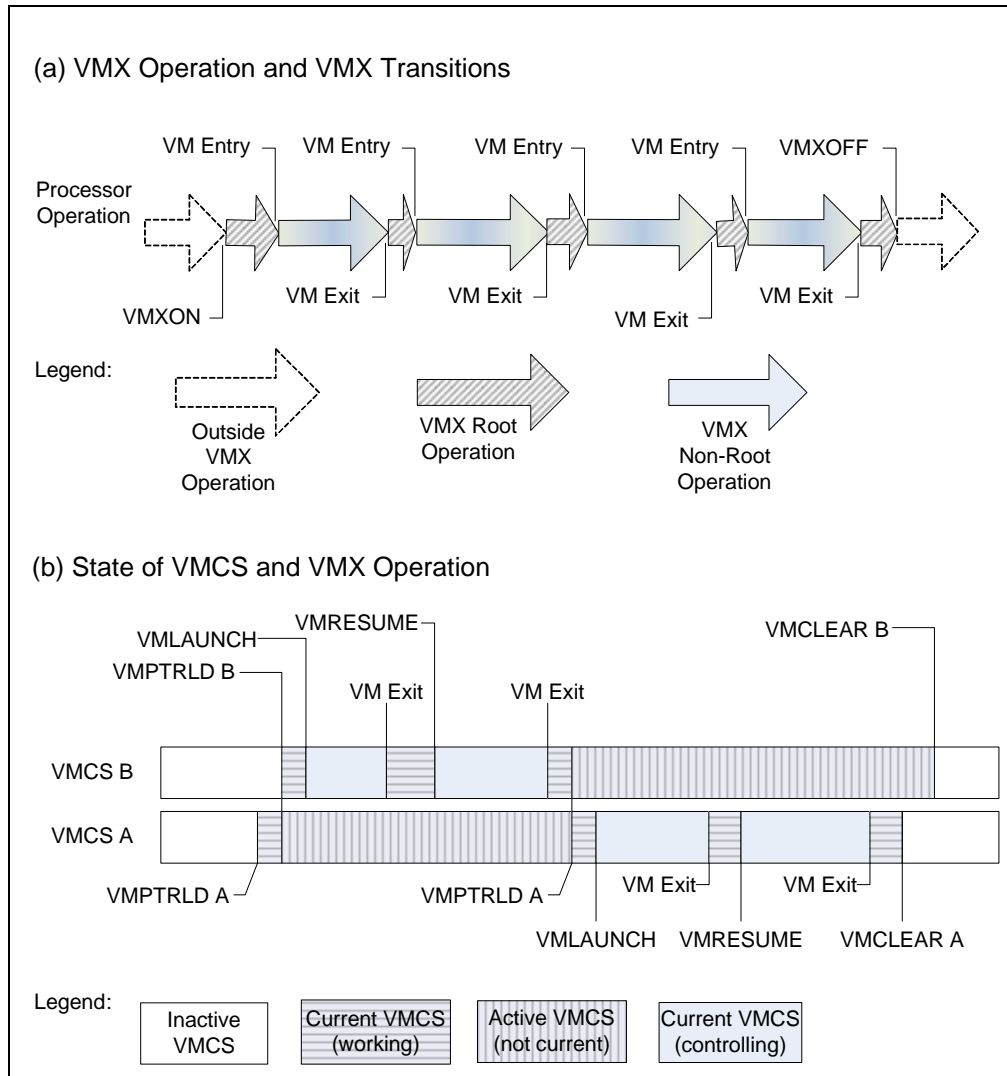 (a) VMX Operation and VMX Transitions
VM Entry
VM Entry
VM Entry
VM Entry
VMXOFF
Processor
Operation
VM Exit
VM Exit
VM Exit
VM Exit
VMXON
Legend:
Outside
VMX
Operation
VMX Root
Operation
VMX
Non-Root
Operation
(b) State of VMCS and VMX Operation
VMRESUME
VMLAUNCH
VMCLEAR B
VMPTRLD B
VM Exit
VM Exit
VMCS B
VMCS A
VMPTRLD A
VMPTRLD A
VM Exit
VM Exit
VMLAUNCH
VMRESUME
VMCLEAR A
Legend:
Inactive
VMCS
Current VMCS
(working)
Active VMCS
(not current)
Current VMCS
(controlling)